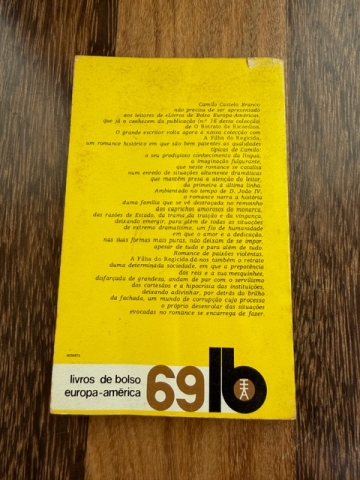 Camilo Castelo Branco
não precisa de ser apresentado
aos leitores de «Livros de Bolso Europa-América»,
que já o conhecem da publicação (n.º 16 desta colecção)
de O Retrato de Ricardina.
O grande escritor volta agora à nossa colecção com
A Filha do Regicida,
um romance histórico em que são bem patentes as qualidades
típicas de Camilo:
o seu prodigioso conhecimento da língua,
a imaginação fulgurante,
que neste romance se catalisa
num enredo de situações altamente dramáticas
que mantém presa a atenção do leitor,
da primeira à última linha.
Ambientado no tempo de D. João IV,
o romance narra a história
duma família que se vê destroçada no remoinho
dos caprichos amorosos da monarca,
das razões de Estado, da trama da traição e da vingança,
deixando emergir, para além de todas as situações
de extremo dramatismo, um fio de humanidade
em que o amor e a dedicação,
nas suas formas mais puras, não deixam de se impor,
apesar de tudo e para além de tudo.
Romance de paixões violentas,
A Filha do Regicida dá-nos também o retrato
duma determinada sociedade, em que a prepotência
dos reis e a sua mesquinhez,
disfarçada de grandeza, andam de par com o servilismo
dos cortesãos e a hipocrisia das instituições,
deixando adivinhar, por detrás do brilho
da fachada, um mundo de corrupção cujo processo
o próprio desenrolar das situações
evocadas no romance se encarrega de fazer.
livros de bolso
europa-américa
69 lb
EA